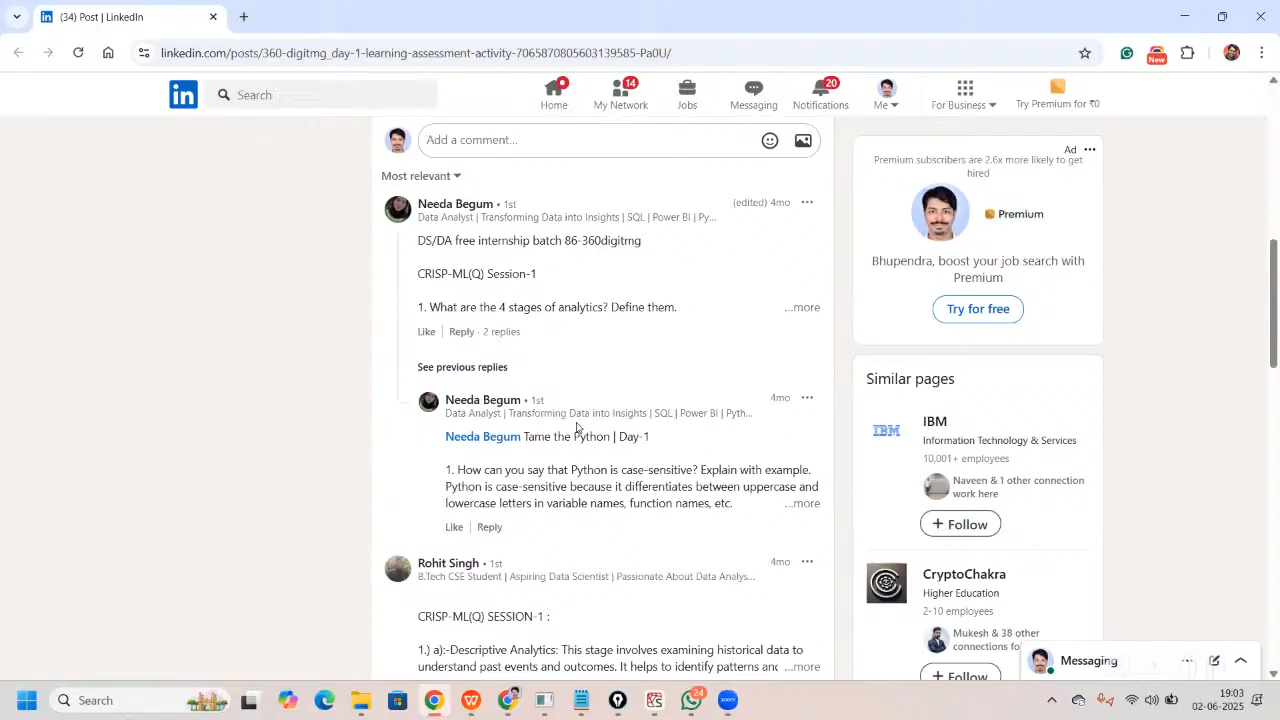 (34) Post | LinkedIn
linkedin.com/posts/360-digitmg_day-1-learning-assessment-activity-7065870805603139585-Pa0U/
New
in
Search
Home
14
My Network
Jobs
Messaging
20
Notifications
Me
For Business
Try Premium for ₹0
Add a comment...
Most relevant
Needa Begum • 1st
(edited) 4mo
Data Analyst | Transforming Data into Insights | SQL | Power BI | Py...
DS/DA free internship batch 86-360digitmg
CRISP-ML(Q) Session-1
1. What are the 4 stages of analytics? Define them.
...more
Like
Reply · 2 replies
See previous replies
Needa Begum • 1st
4mo
Data Analyst | Transforming Data into Insights | SQL | Power BI | Pyth...
Needa Begum Tame the Python | Day-1
1. How can you say that Python is case-sensitive? Explain with example.
Python is case-sensitive because it differentiates between uppercase and
lowercase letters in variable names, function names, etc.
...more
Like
Reply
Rohit Singh • 1st
4mo
B.Tech CSE Student | Aspiring Data Scientist | Passionate About Data Analys...
CRISP-ML(Q) SESSION-1 :
1.) a):-Descriptive Analytics: This stage involves examining historical data to
understand past events and outcomes. It helps to identify patterns and
...more
Ad
Premium subscribers are 2.6x more likely to get
hired
Premium
Bhupendra, boost your job search with
Premium
Try for free
Similar pages
IBM
IBM
Information Technology & Services
10,001+ employees
Naveen & 1 other connection
work here
+ Follow
CryptoChakra
Higher Education
2-10 employees
Mukesh & 38 other
connections
+ Follow
Messaging
Search
24
zoom
19:03
02-06-2025